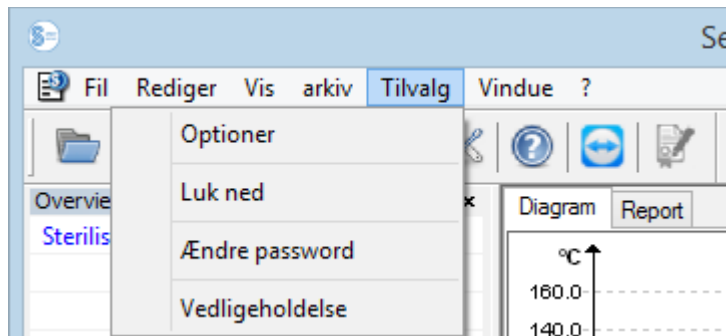 Se
Fil Rediger Vis arkiv Tilvalg Vindue ?
Optioner
Luk ned
Ændre password
Vedligeholdelse
Overvie
Sterilis
Diagram Report
°C
160.0
140.0